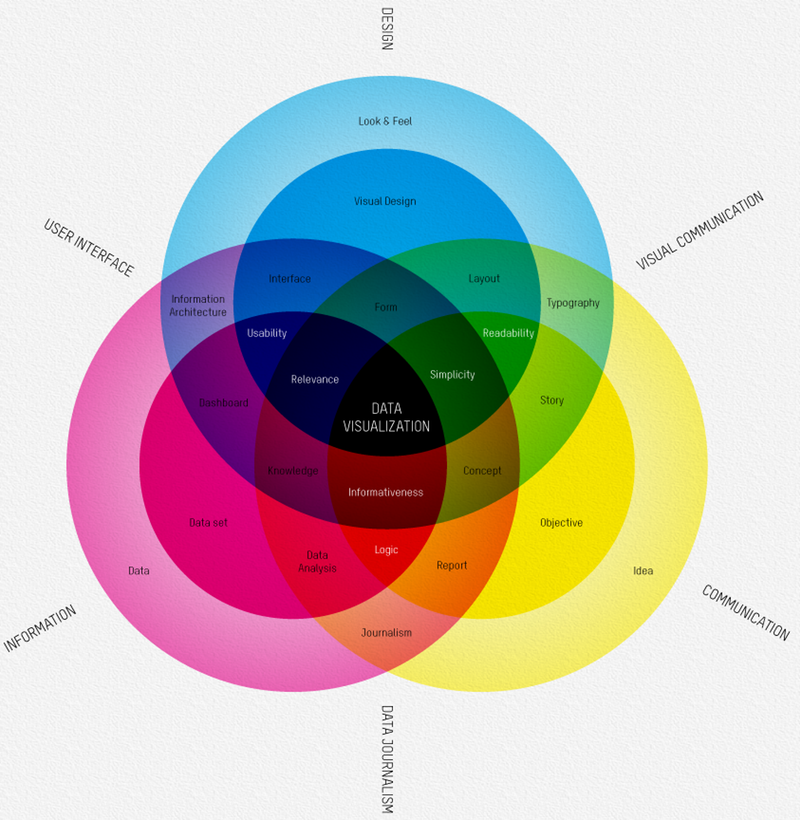 DESIGN
Look & Feel
Visual Design
USER INTERFACE
VISUAL COMMUNICATION
Interface
Layout
Information
Architecture
Form
Typography
Usability
Readability
Relevance
Simplicity
Dashboard
Story
DATA
VISUALIZATION
Knowledge
Concept
Informativeness
Data set
Objective
Logic
Data
Analysis
Report
Data
Idea
INFORMATION
COMMUNICATION
Journalism
DATA JOURNALISM